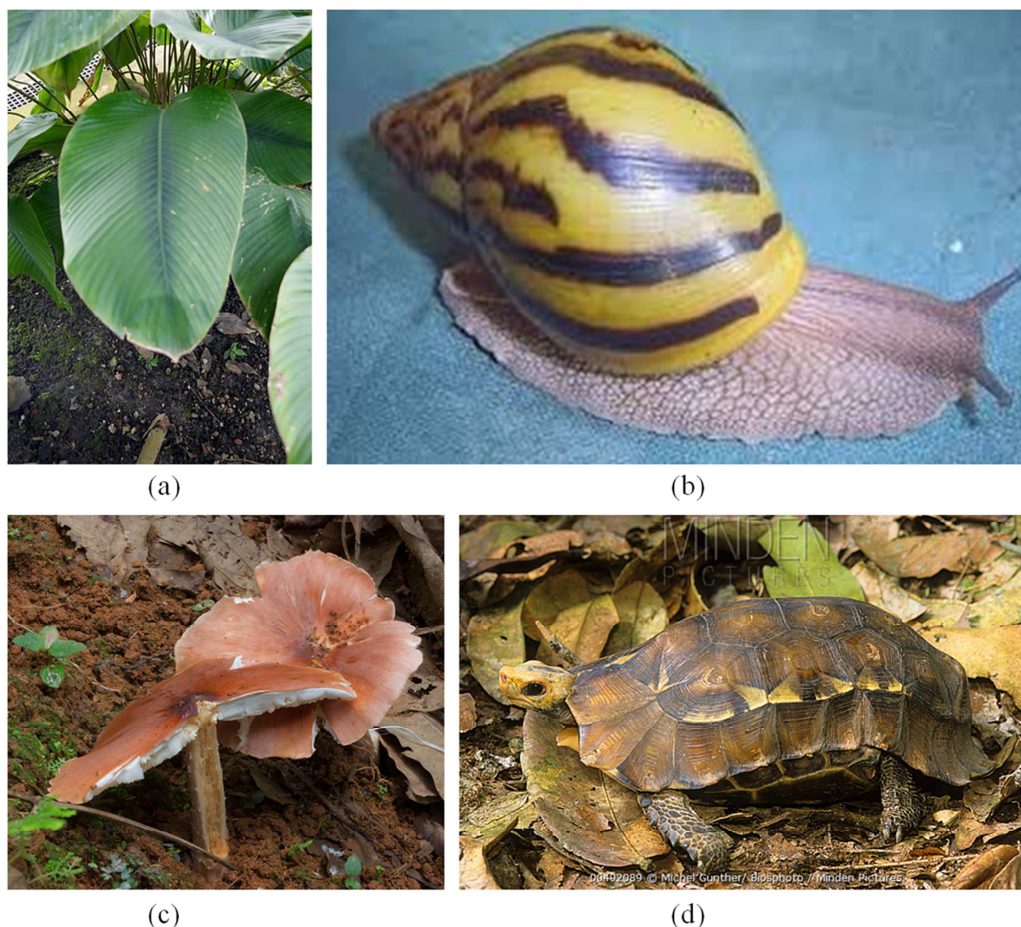 (a)
(b)
MINDEN
PICTURES
00492089 © Michel Gunther/ Biosphoto / Minden Pictures
(c)
(d)